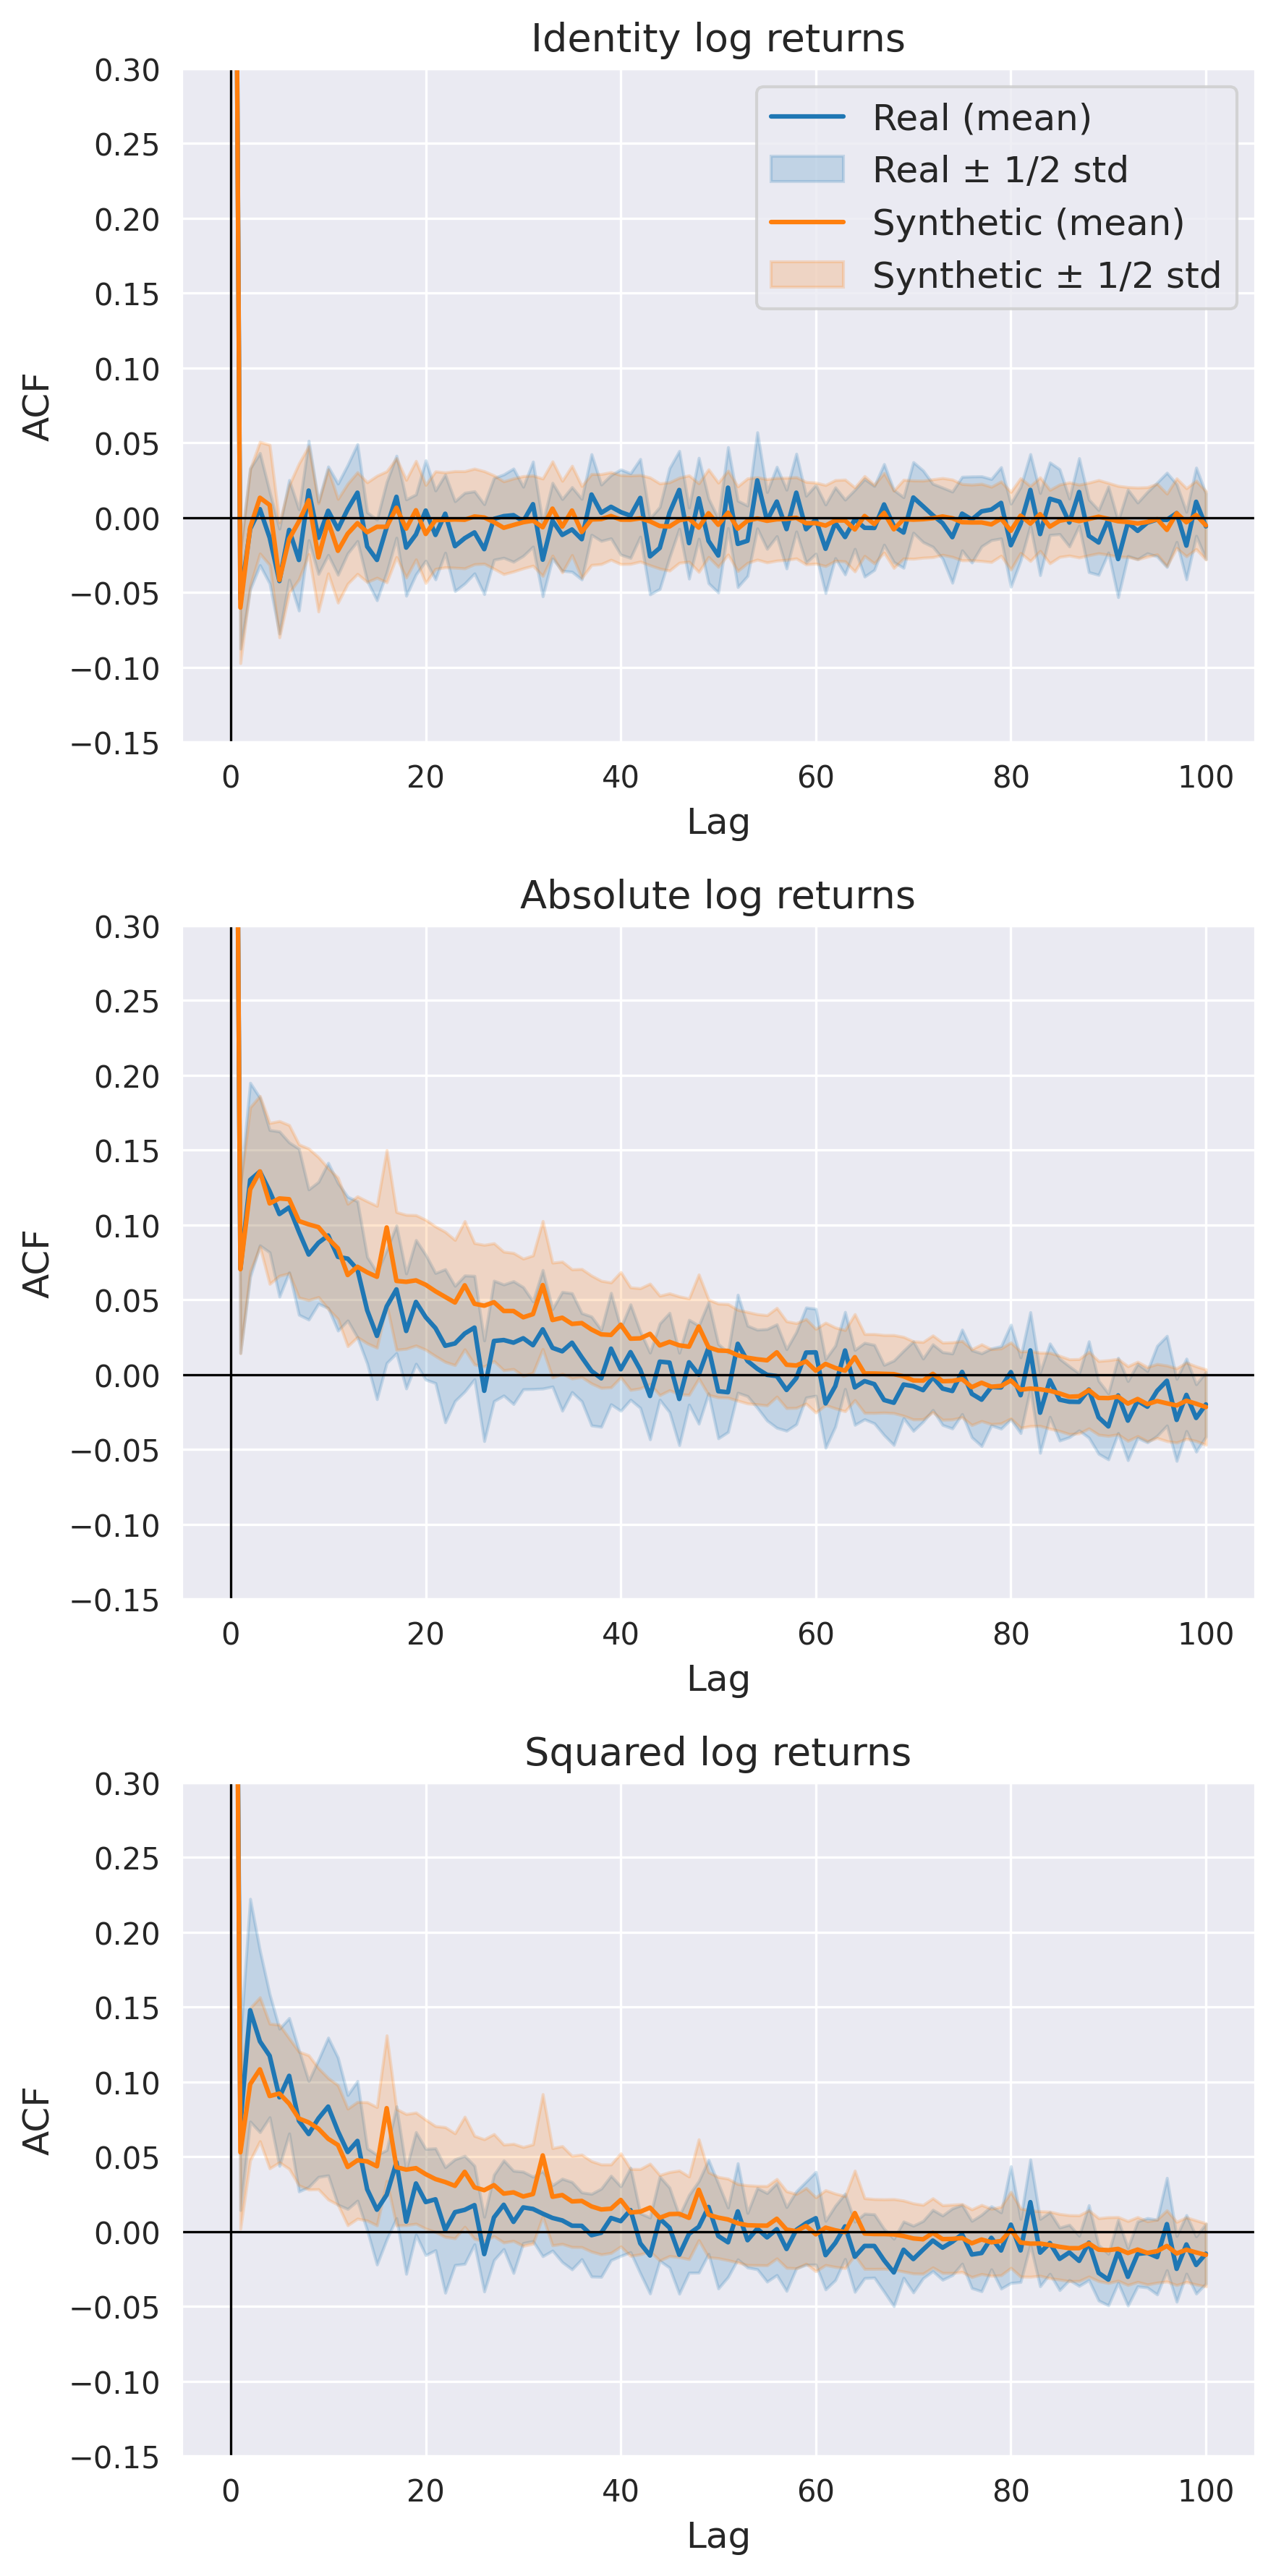 Identity log returns
0.30
0.25
0.20
0.15
0.10
0.05
0.00
−0.05
−0.10
−0.15
ACF
Real (mean)
Real ± 1/2 std
Synthetic (mean)
Synthetic ± 1/2 std
0 20 40 60 80 100
Lag
Absolute log returns
0.30
0.25
0.20
0.15
0.10
0.05
0.00
−0.05
−0.10
−0.15
ACF
0 20 40 60 80 100
Lag
Squared log returns
0.30
0.25
0.20
0.15
0.10
0.05
0.00
−0.05
−0.10
−0.15
ACF
0 20 40 60 80 100
Lag